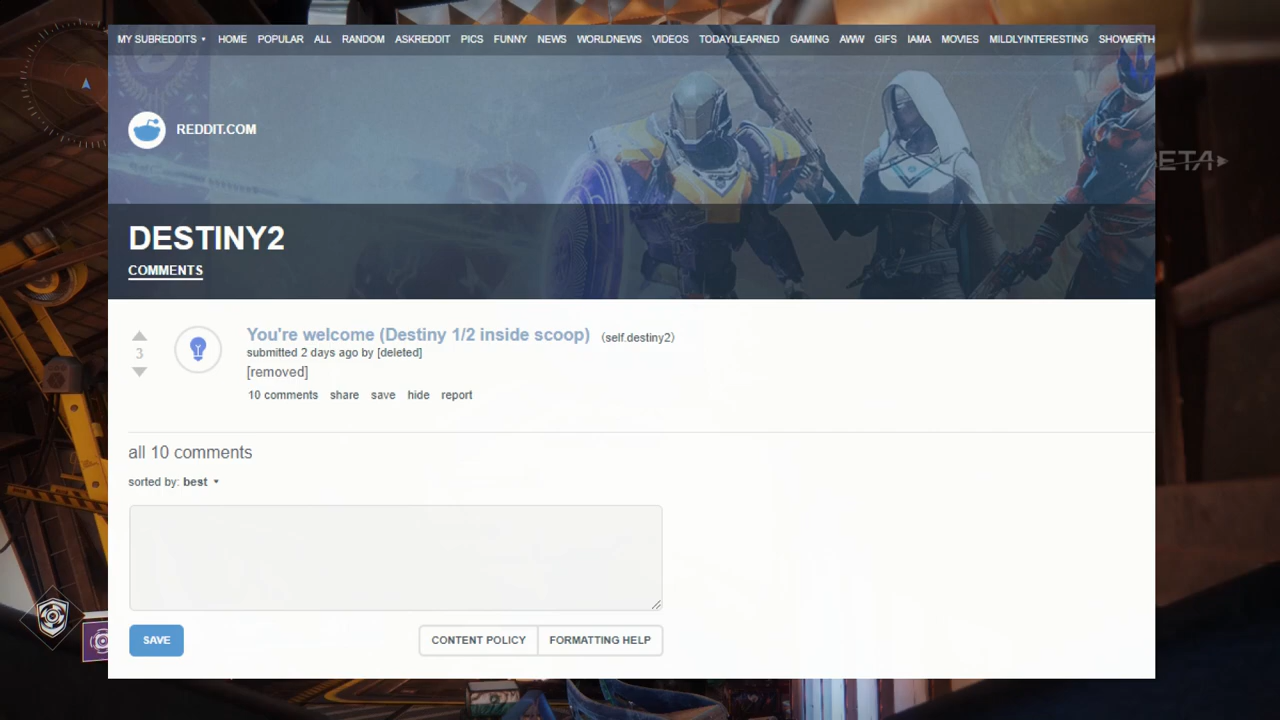 MY SUBREDDITS HOME POPULAR ALL RANDOM ASKREDDIT PICS FUNNY NEWS WORLDNEWS VIDEOS TODAYILEARNED GAMING AWW GIFS IAMA MOVIES MILDLYINTERESTING SHOWERTH
REDDIT.COM
ETA
DESTINY2
COMMENTS
You're welcome (Destiny 1/2 inside scoop) (self.destiny2)
3
submitted 2 days ago by [deleted]
[removed]
10 comments share save hide report
all 10 comments
sorted by: best
SAVE
CONTENT POLICY FORMATTING HELP